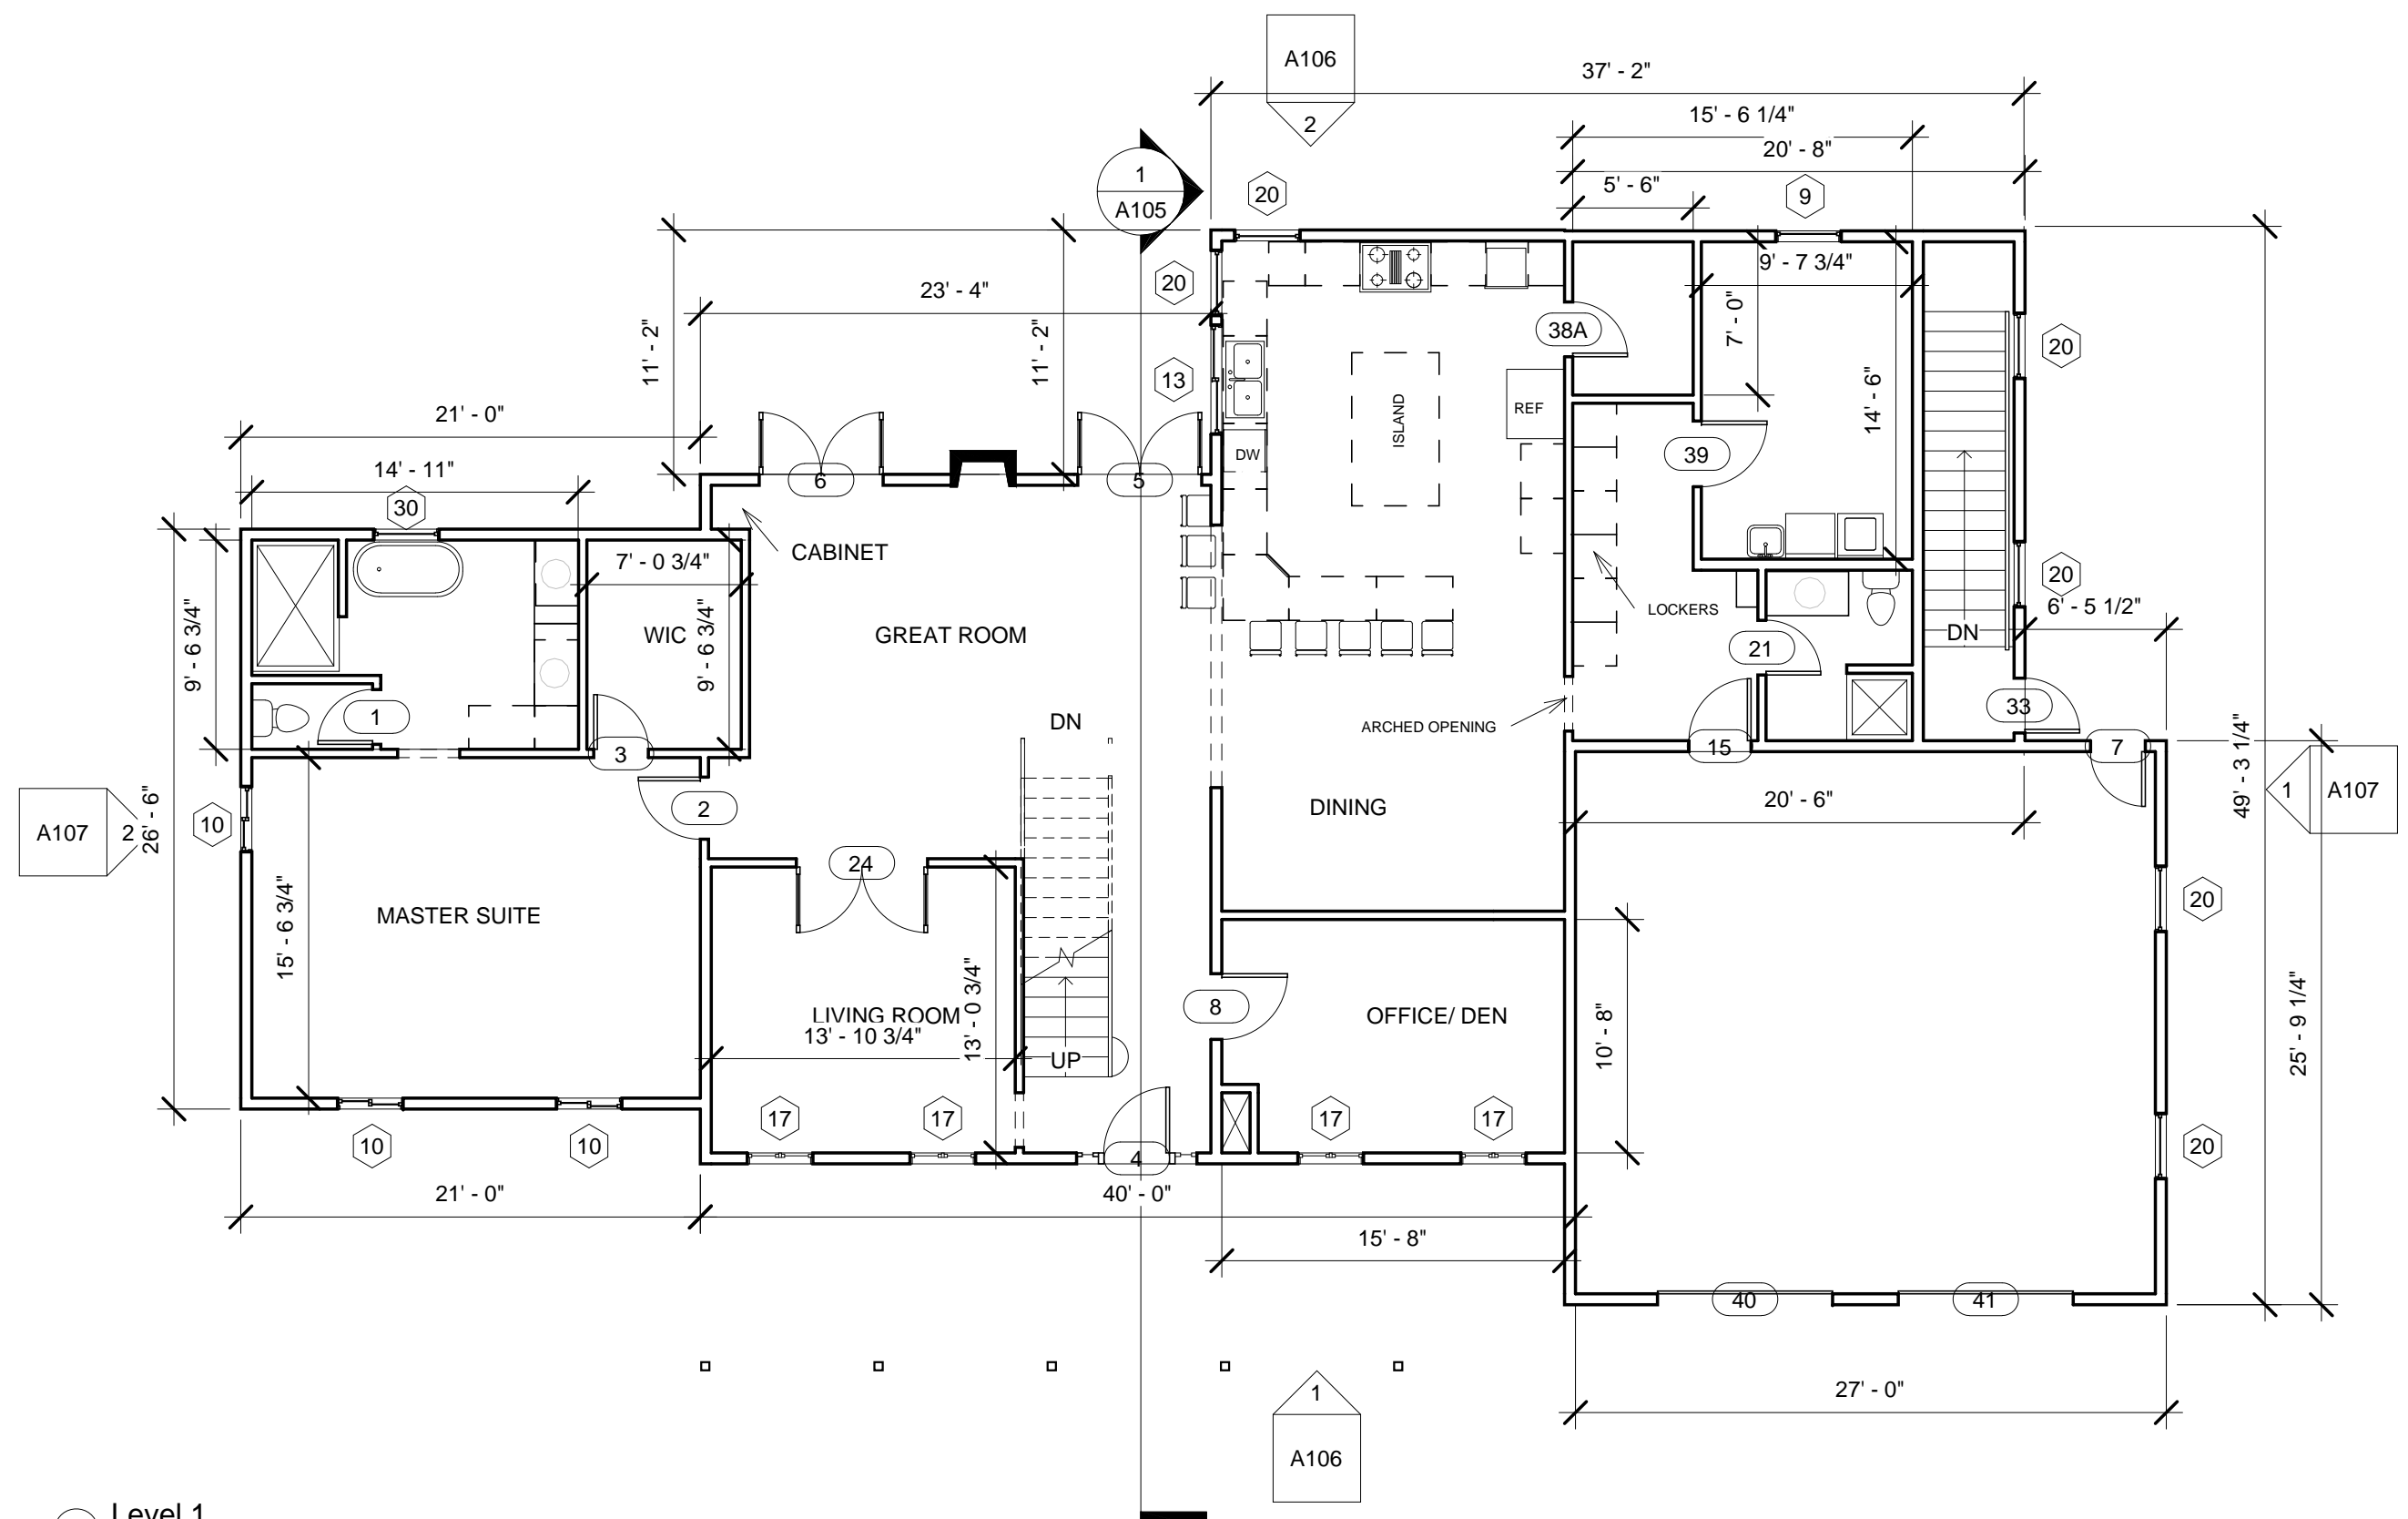 A106
37' - 2"
2
15' - 6 1/4"
20' - 8"
5' - 6"
1
A105
20
9
9' - 7 3/4"
20
23' - 4"
11' - 2"
11' - 2"
7' - 0"
38A
20
13
14' - 6"
21' - 0"
REF
ISLAND
DW
39
14' - 11"
6
5
30
CABINET
7' - 0 3/4"
20
6' - 5 1/2"
LOCKERS
9' - 6 3/4"
WIC
9' - 6 3/4"
GREAT ROOM
DN
21
1
DN
ARCHED OPENING
33
3
15
7
49' - 3 1/4"
A107
2
26' - 6"
10
2
DINING
20' - 6"
1
A107
24
20
15' - 6 3/4"
MASTER SUITE
LIVING ROOM
13' - 10 3/4"
13' - 0 3/4"
UP
8
OFFICE/ DEN
10' - 8"
25' - 9 1/4"
10
10
17
17
4
17
17
20
21' - 0"
40' - 0"
15' - 8"
40
41
27' - 0"
1
A106
Level 1